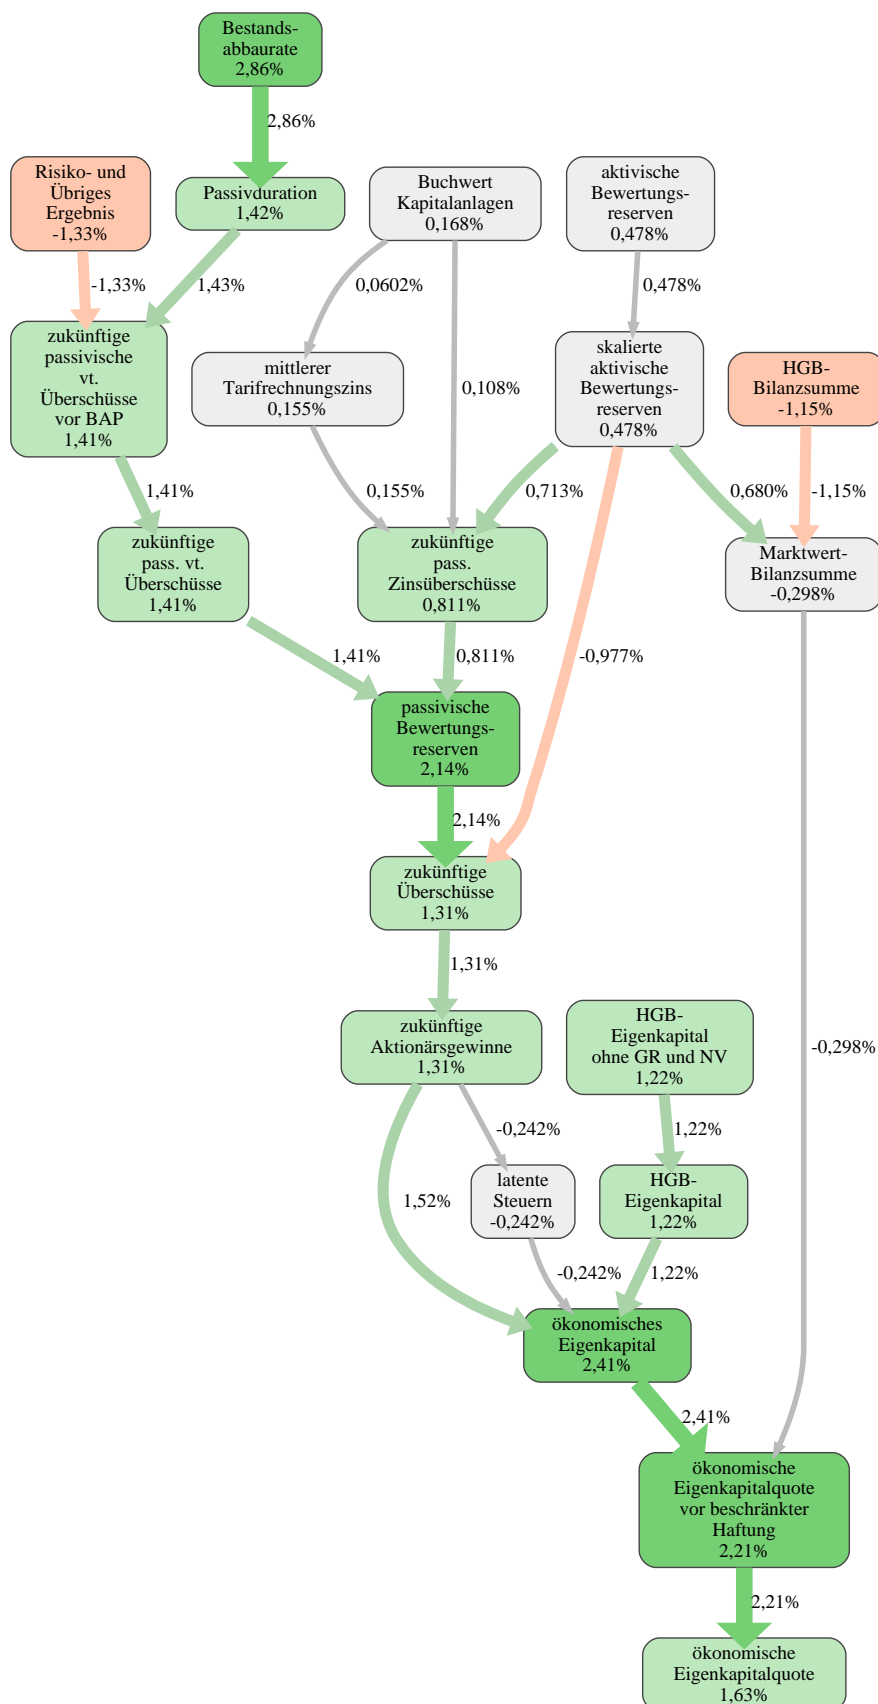 Bestands-
abbaurate
2,86%
2,86%
Risiko- und
Übriges
Ergebnis
-1,33%
Passivduration
1,42%
Buchwert
Kapitalanlagen
0,168%
aktivische
Bewertungs-
reserven
0,478%
-1,33%
1,43%
0,0602%
0,478%
zukünftige
passivische
vt.
Überschüsse
vor BAP
1,41%
mittlerer
Tarifrechnungszins
0,155%
0,108%
skalierte
aktivische
Bewertungs-
reserven
0,478%
HGB-
Bilanzsumme
-1,15%
1,41%
0,155%
0,713%
0,680%
-1,15%
zukünftige
pass. vt.
Überschüsse
1,41%
zukünftige
pass.
Zinsüberschüsse
0,811%
Marktwert-
Bilanzsumme
-0,298%
1,41%
0,811%
-0,977%
passivische
Bewertungs-
reserven
2,14%
2,14%
zukünftige
Überschüsse
1,31%
1,31%
zukünftige
Aktionärsgewinne
1,31%
HGB-
Eigenkapital
ohne GR und NV
1,22%
-0,298%
-0,242%
1,22%
1,52%
latente
Steuern
-0,242%
HGB-
Eigenkapital
1,22%
-0,242%
1,22%
ökonomisches
Eigenkapital
2,41%
2,41%
ökonomische
Eigenkapitalquote
vor beschränkter
Haftung
2,21%
2,21%
ökonomische
Eigenkapitalquote
1,63%